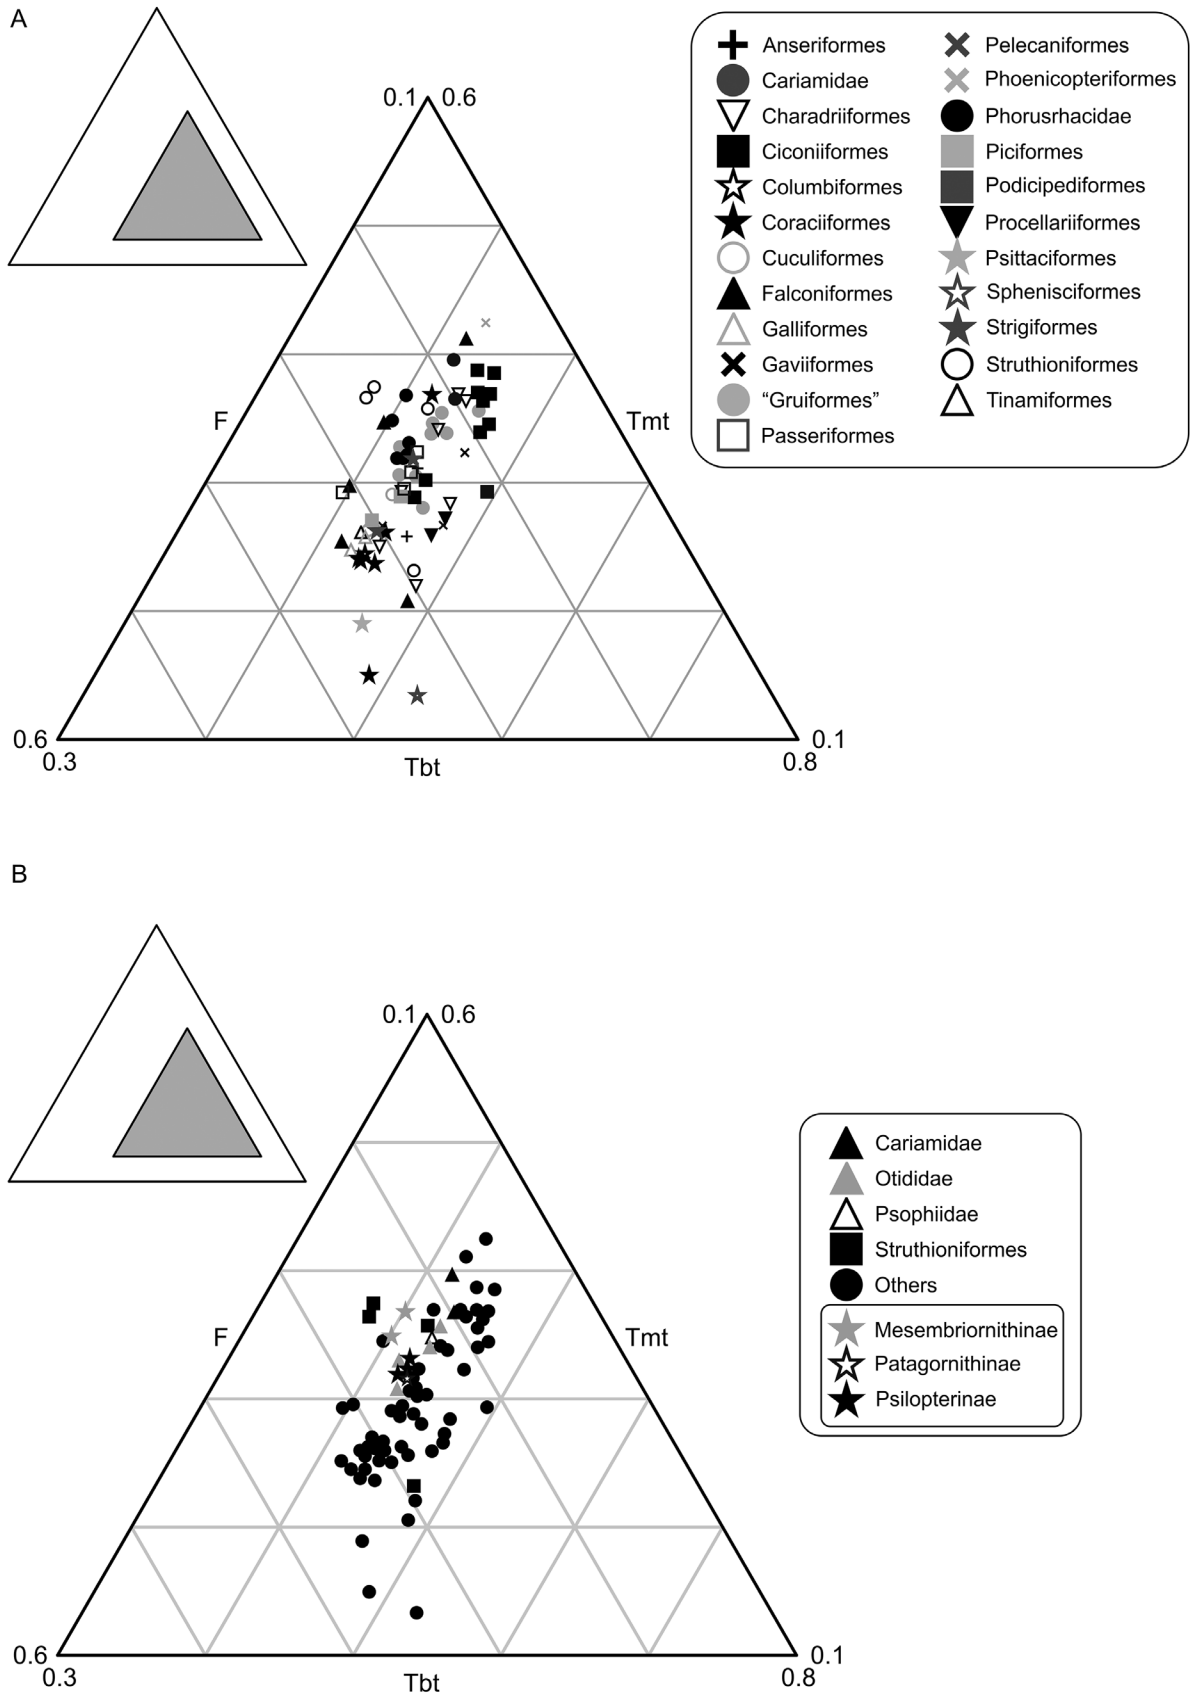 A
Anseriformes
Pelecaniformes
Cariamidae
Phoenicopteriformes
0.1 0.6
Charadriiformes
Phorusrhacidae
Ciconiiformes
Piciformes
Columbiformes
Podicipediformes
Coraciiformes
Procellariiformes
Cuculiformes
Psittaciformes
Falconiformes
Sphenisciformes
Galliformes
Strigiformes
Gaviiformes
Struthioniformes
“Gruiformes”
Tinamiformes
F
Tmt
Passeriformes
0.6
0.1
0.3
Tbt
0.8
B
0.1 0.6
Cariamidae
Otididae
Psophiidae
Struthioniformes
Others
F
Tmt
Mesembriornithinae
Patagornithinae
Psilopterinae
0.6
0.1
0.3
Tbt
0.8